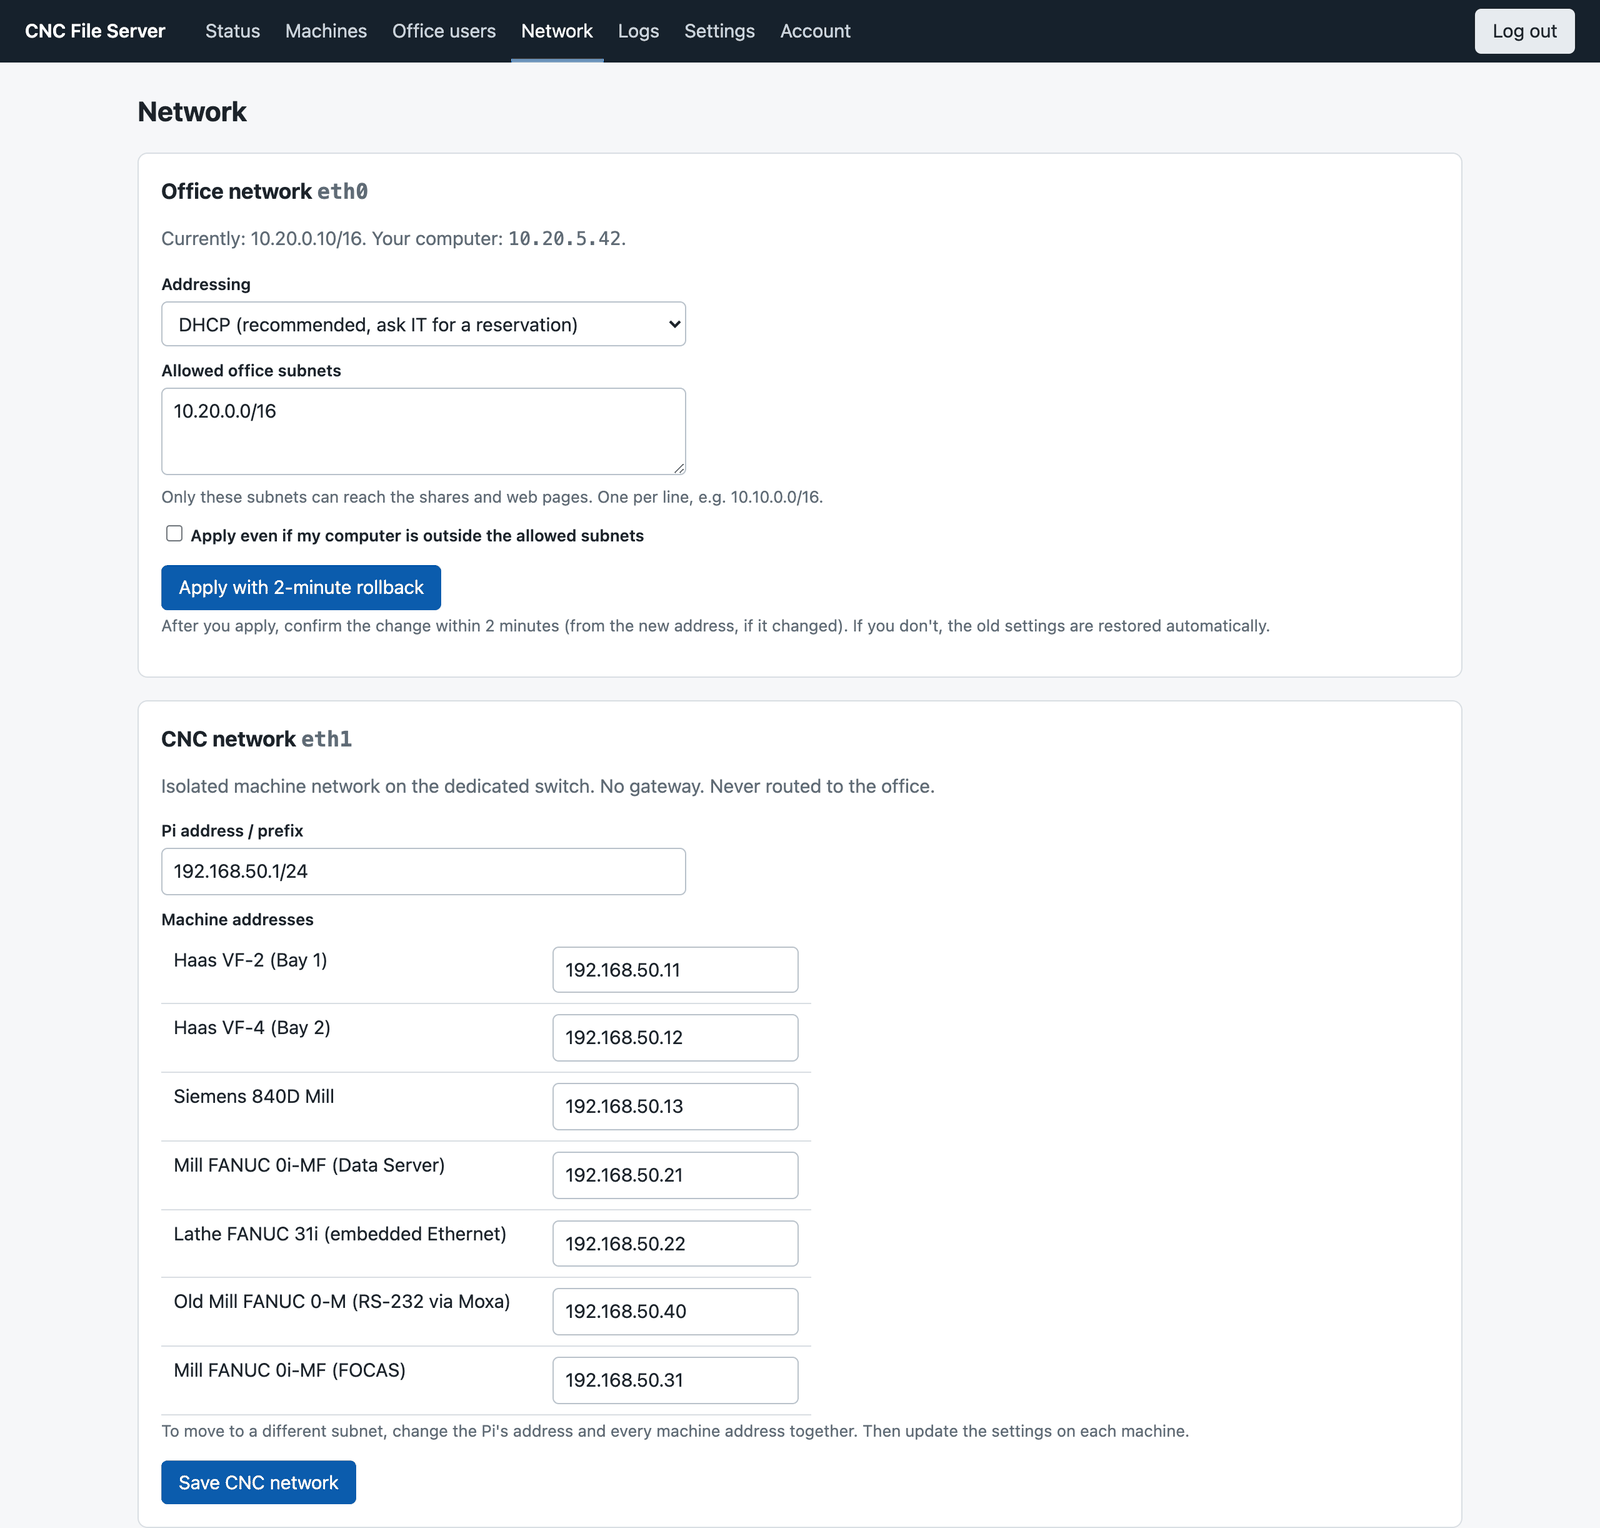 CNC File Server Status Machines Office users Network Logs Settings Account Log out
Network
Office network eth0
Currently: 10.20.0.10/16. Your computer: 10.20.5.42.
Addressing
DHCP (recommended, ask IT for a reservation)
Allowed office subnets
10.20.0.0/16
Only these subnets can reach the shares and web pages. One per line, e.g. 10.10.0.0/16.
Apply even if my computer is outside the allowed subnets
Apply with 2-minute rollback
After you apply, confirm the change within 2 minutes (from the new address, if it changed). If you don't, the old settings are restored automatically.
CNC network eth1
Isolated machine network on the dedicated switch. No gateway. Never routed to the office.
Pi address / prefix
192.168.50.1/24
Machine addresses
Haas VF-2 (Bay 1) 192.168.50.11
Haas VF-4 (Bay 2) 192.168.50.12
Siemens 840D Mill 192.168.50.13
Mill FANUC 0i-MF (Data Server) 192.168.50.21
Lathe FANUC 31i (embedded Ethernet) 192.168.50.22
Old Mill FANUC 0-M (RS-232 via Moxa) 192.168.50.40
Mill FANUC 0i-MF (FOCAS) 192.168.50.31
To move to a different subnet, change the Pi's address and every machine address together. Then update the settings on each machine.
Save CNC network